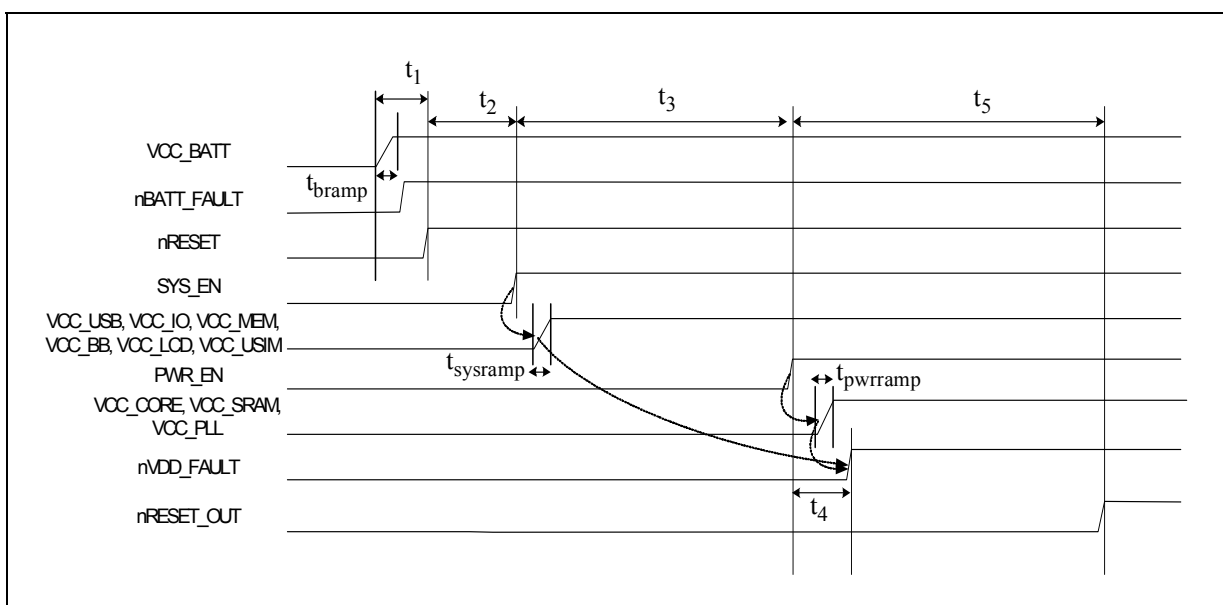 t1
t2
t3
t5
VCC_BATT
tbramp
nBATT_FAULT
nRESET
SYS_EN
VCC_USB, VCC_IO, VCC_MEM,
VCC_BB, VCC_LCD, VCC_USIM
tsysramp
PWR_EN
tpwrramp
VCC_CORE, VCC_SRAM,
VCC_PLL
nVDD_FAULT
t4
nRESET_OUT